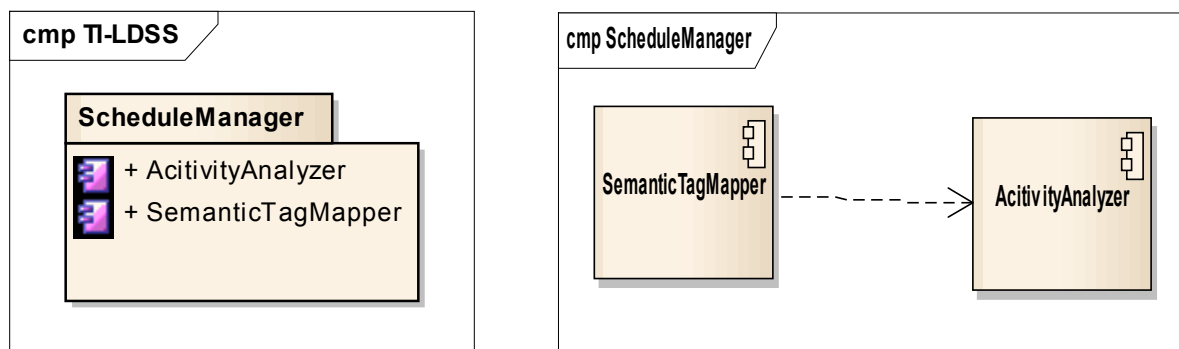 cmp TI-LDSS
ScheduleManager
+ AcitivityAnalyzer
+ SemanticTagMapper
cmp ScheduleManager
SemanticTagMapper
AcitivityAnalyzer